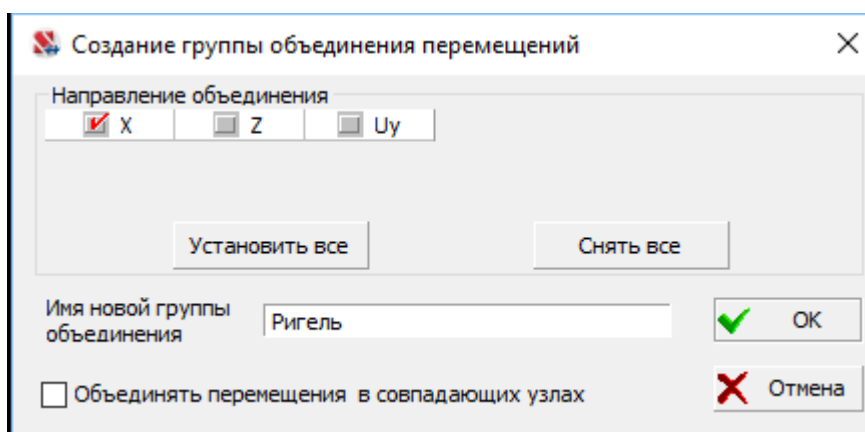 Создание группы объединения перемещений
Направление объединения
X Z Uy
Установить все Снять все
Имя новой группы
объединения
Ригель
OK
Объединять перемещения в совпадающих узлах
Отмена